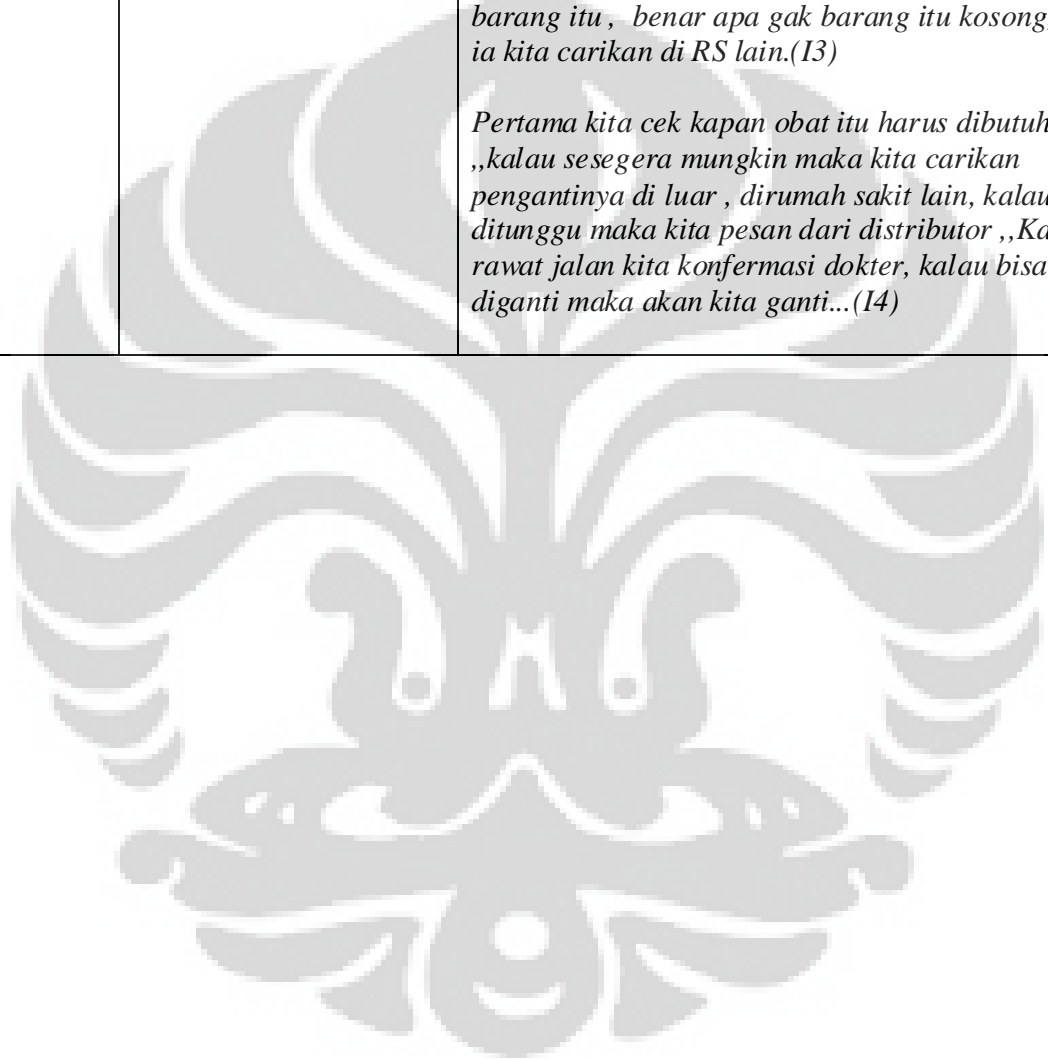 barang itu , benar apa gak barang itu kosong,
ia kita carikan di RS lain.(I3)
Pertama kita cek kapan obat itu harus
,,kalau sesegera mungkin maka kita carikan
pengantinya di luar , dirumah sakit lain, kalau
ditunggu maka kita pesan dari distributor ,,
rawat jalan kita konfermasi dokter, kalau bisa
diganti maka akan kita ganti...(I4)